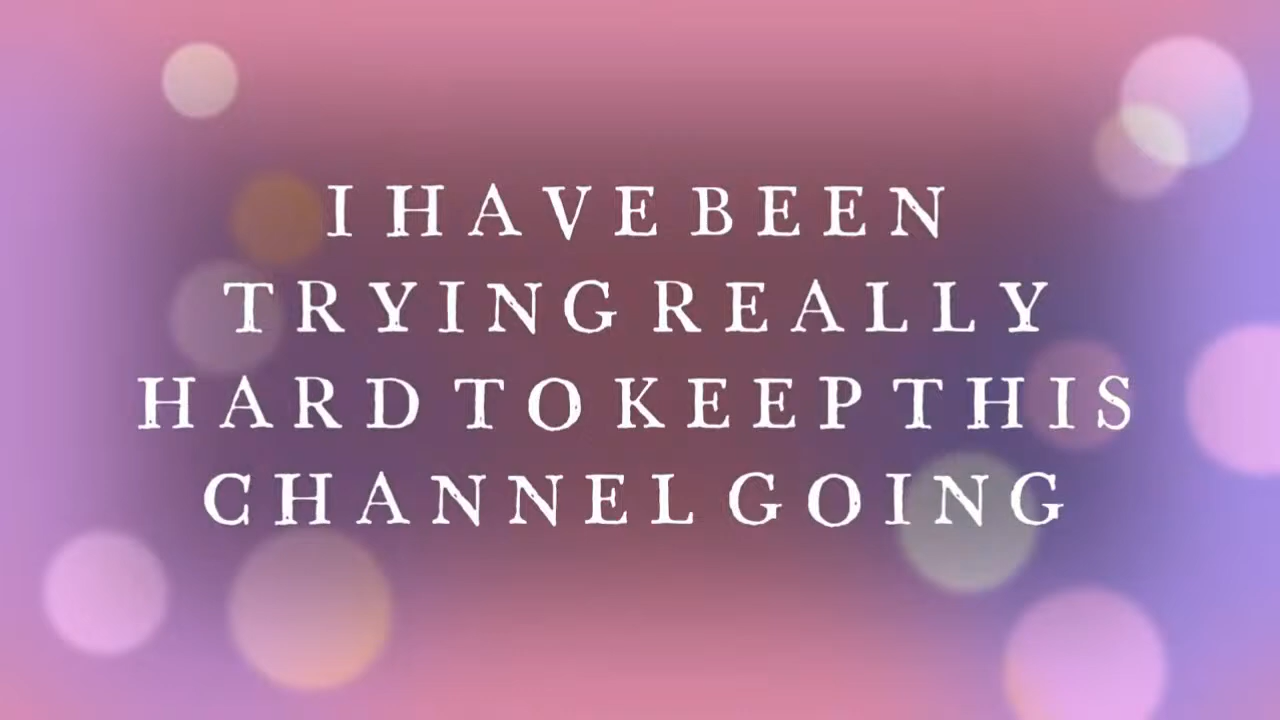 I HAVE BEEN
TRYING REALLY
HARD TO KEEP THIS
CHANNEL GOING